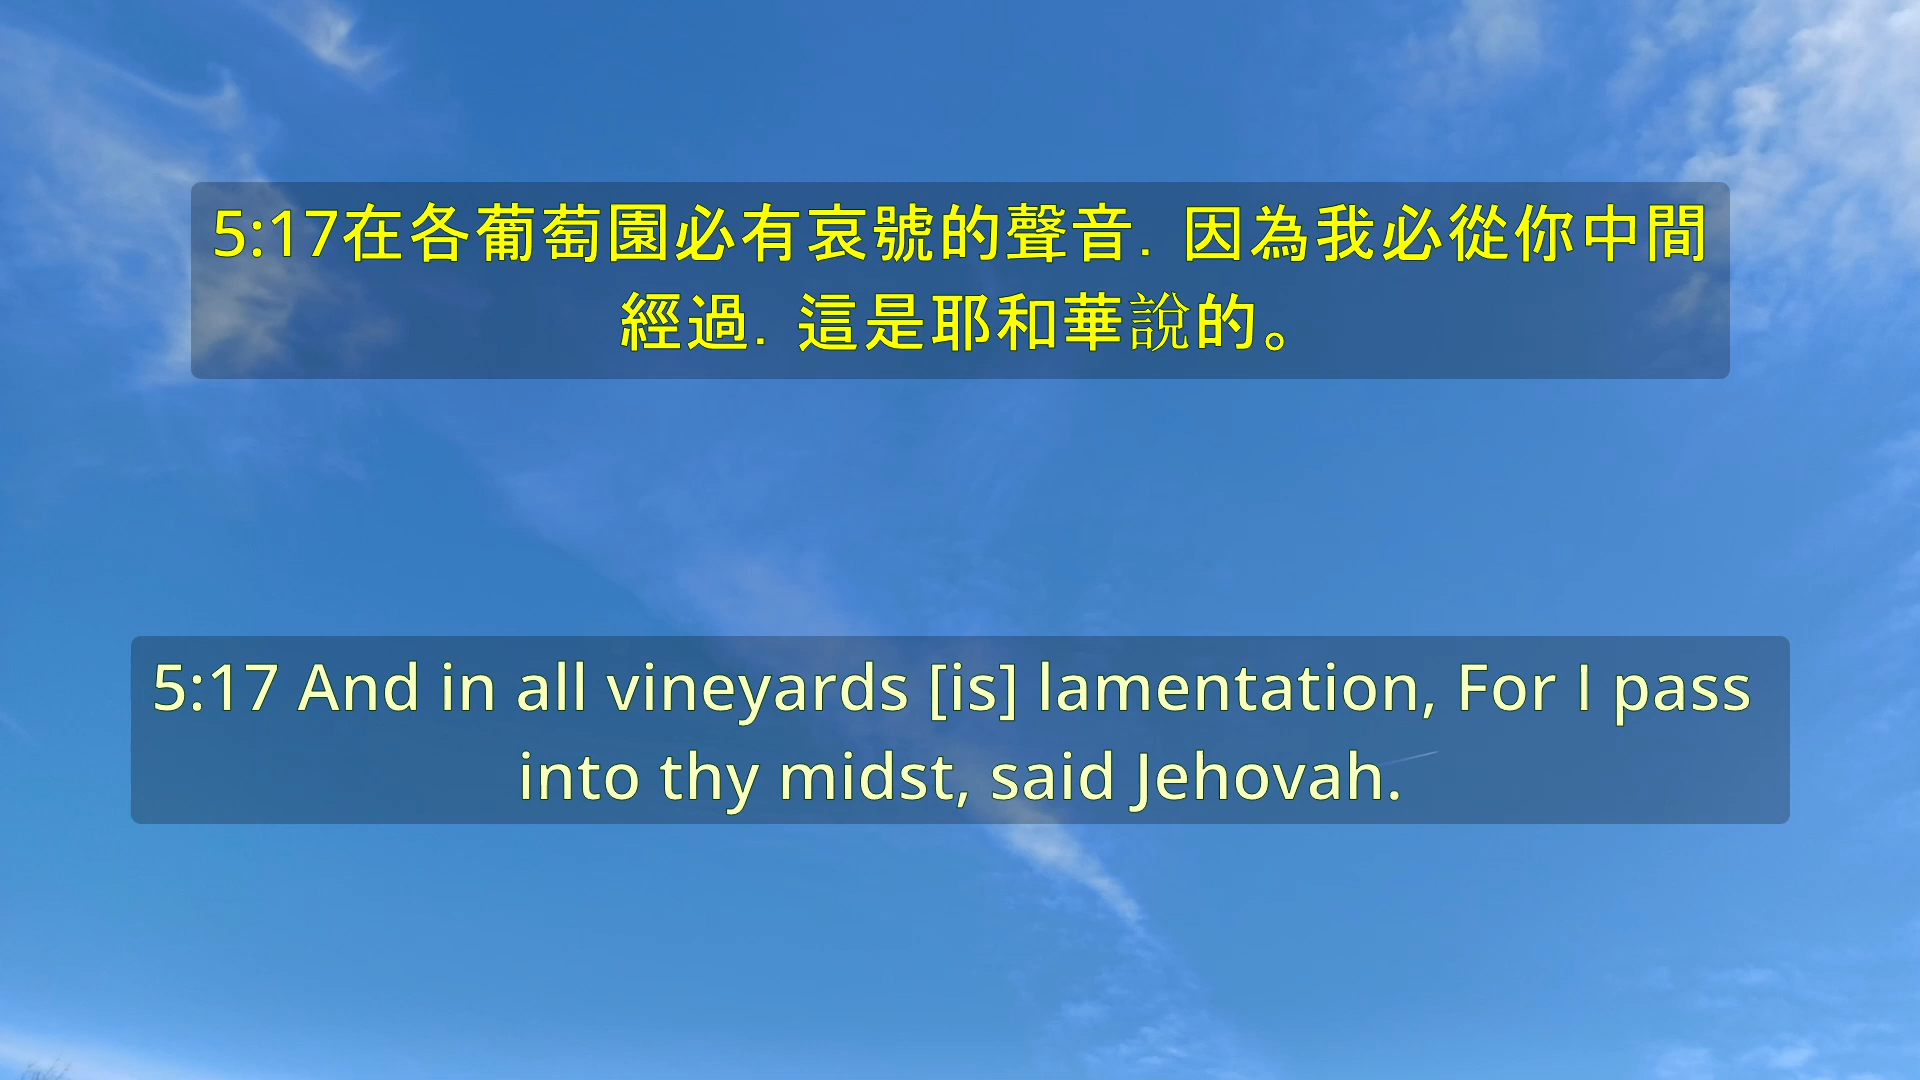 5:17在各葡萄園必有哀號的聲音．因為我必從你中間
經過．這是耶和華說的。
5:17 And in all vineyards [is] lamentation, For I pass
into thy midst, said Jehovah.